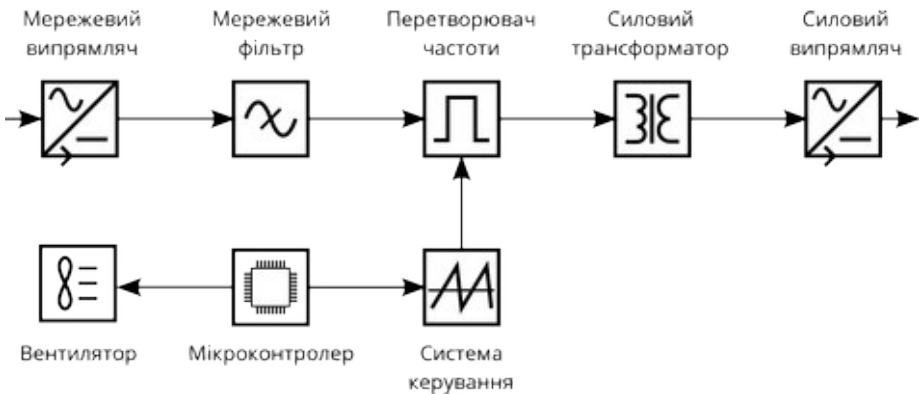 Мережевий
випрямляч
Мережевий
фільтр
Перетворювач
частоти
Силовий
трансформатор
Силовий
випрямляч
Вентилятор
Мікроконтролер
Система
керування